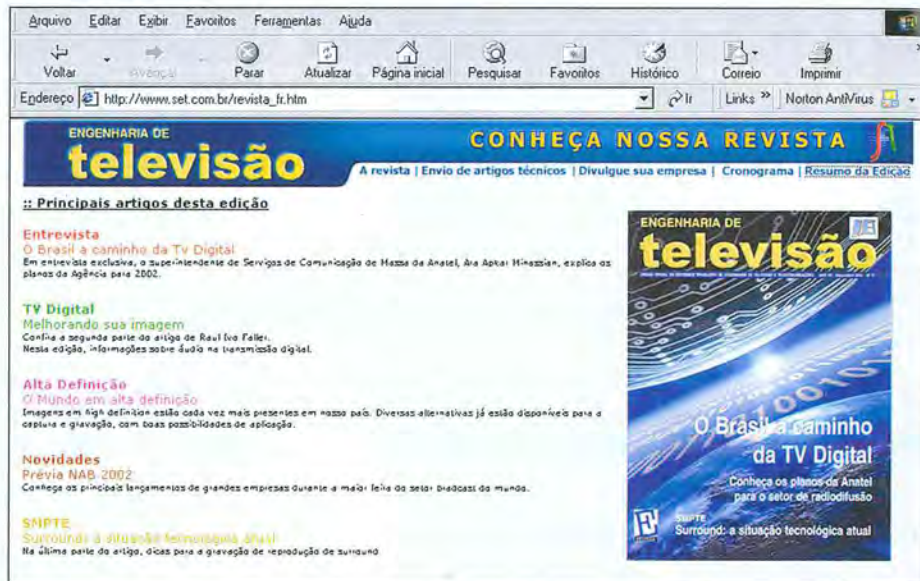 Arquivo Editar Exibir Favoritos Ferramentas Ajuda
Voltar Avançar Parar Atualizar Página inicial Pesquisar Favoritos Histórico Correio Imprimir
Endereço http://www.set.com.br/revista_fr.htm Ir Links » Norton AntiVirus
ENGENHARIA DE
televisão
CONHEÇA NOSSA REVISTA
A revista | Envio de artigos técnicos | Divulgue sua empresa | Cronograma | Resumo da Edição
:: Principais artigos desta edição
Entrevista
O Brasil a caminho da Tv Digital
Em entrevista exclusiva, o superintendente de Serviços de Comunicação de Massa da Anatel, Ara Apkar Minassian, explica os
planos da Agência para 2002.
TV Digital
Melhorando sua imagem
Confira a segunda parte do artigo de Raul Ivo Faller.
Nesta edição, informações sobre áudio na transmissão digital.
Alta Definição
O Mundo em alta definição
Imagens em high definition estão cada vez mais presentes em nosso país. Diversas alternativas já estão disponíveis para a
captura e gravação, com boas possibilidades de aplicação.
Novidades
Prévia NAB 2002
Conheça os principais lançamentos de grandes empresas durante a maior feira do setor broadcast do mundo.
SMPTE
Surround: a situação tecnológica atual
Na última parte do artigo, dicas para a gravação de reprodução de surround
ENGENHARIA DE
televisão
O Brasil a caminho
da TV Digital
Conheça os planos da Anatel
para o setor de radiodifusão
SMPTE
Surround: a situação tecnológica atual